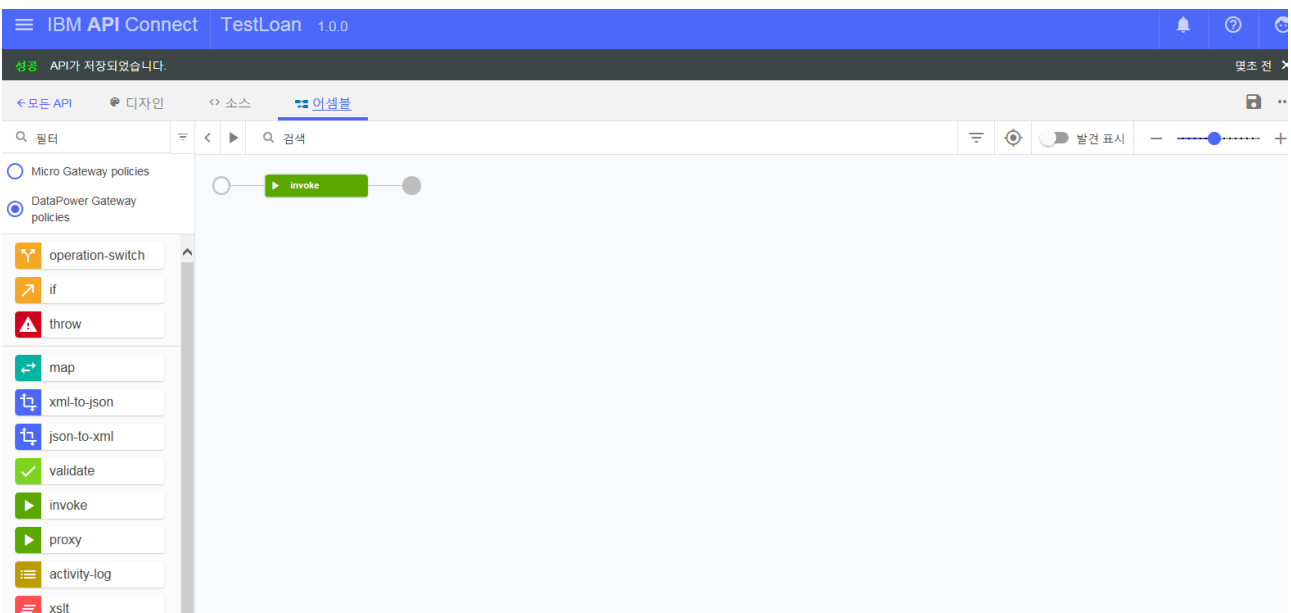 IBM API Connect TestLoan 1.0.0
성공 API가 저장되었습니다. 몇초 전
모든 API 디자인 소스 어셈블
필터 검색 발견 표시
Micro Gateway policies
DataPower Gateway
policies
invoke
operation-switch
if
throw
map
xml-to-json
json-to-xml
validate
invoke
proxy
activity-log
xslt